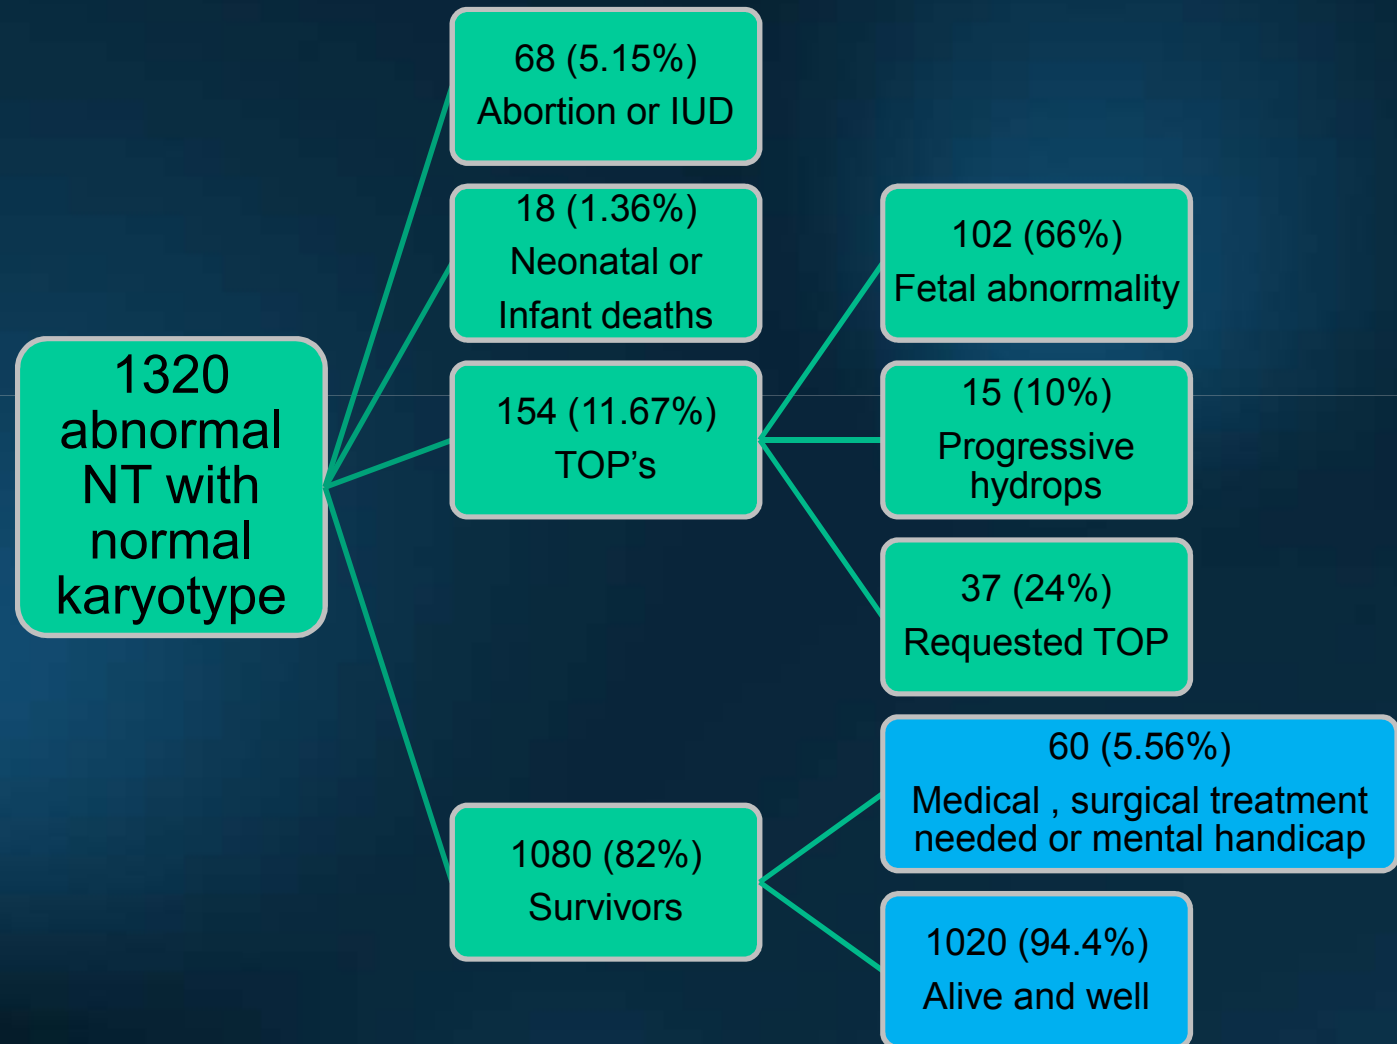 1320
abnormal
NT with
normal
karyotype
68 (5.15%)
Abortion or IUD
18 (1.36%)
Neonatal or
Infant deaths
154 (11.67%)
TOP's
1080 (82%)
Survivors
102 (66%)
Fetal abnormality
15 (10%)
Progressive
hydrops
37 (24%)
Requested TOP
60 (5.56%)
Medical , surgical treatment
needed or mental handicap
1020 (94.4%)
Alive and well